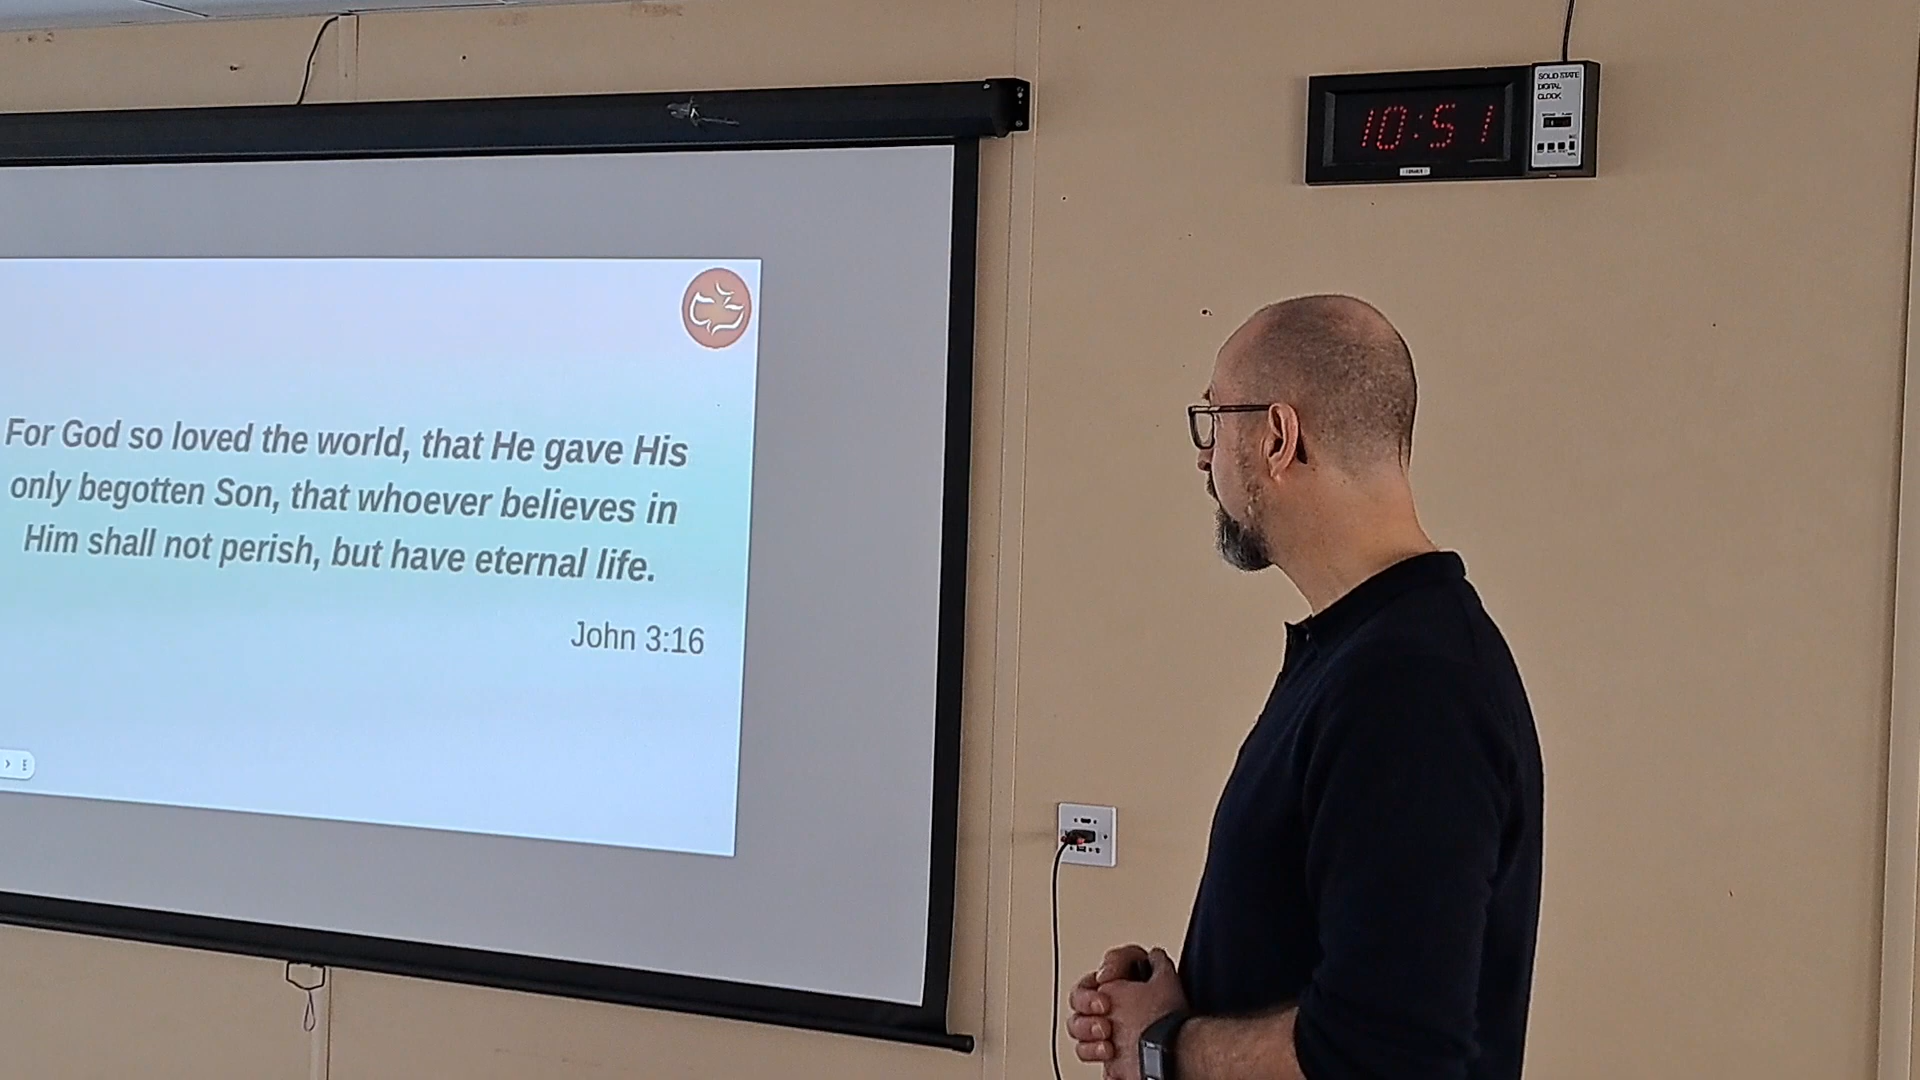 SOLID STATE
DIGITAL
CLOCK
10:51
For God so loved the world, that He gave His
only begotten Son, that whoever believes in
Him shall not perish, but have eternal life.
John 3:16